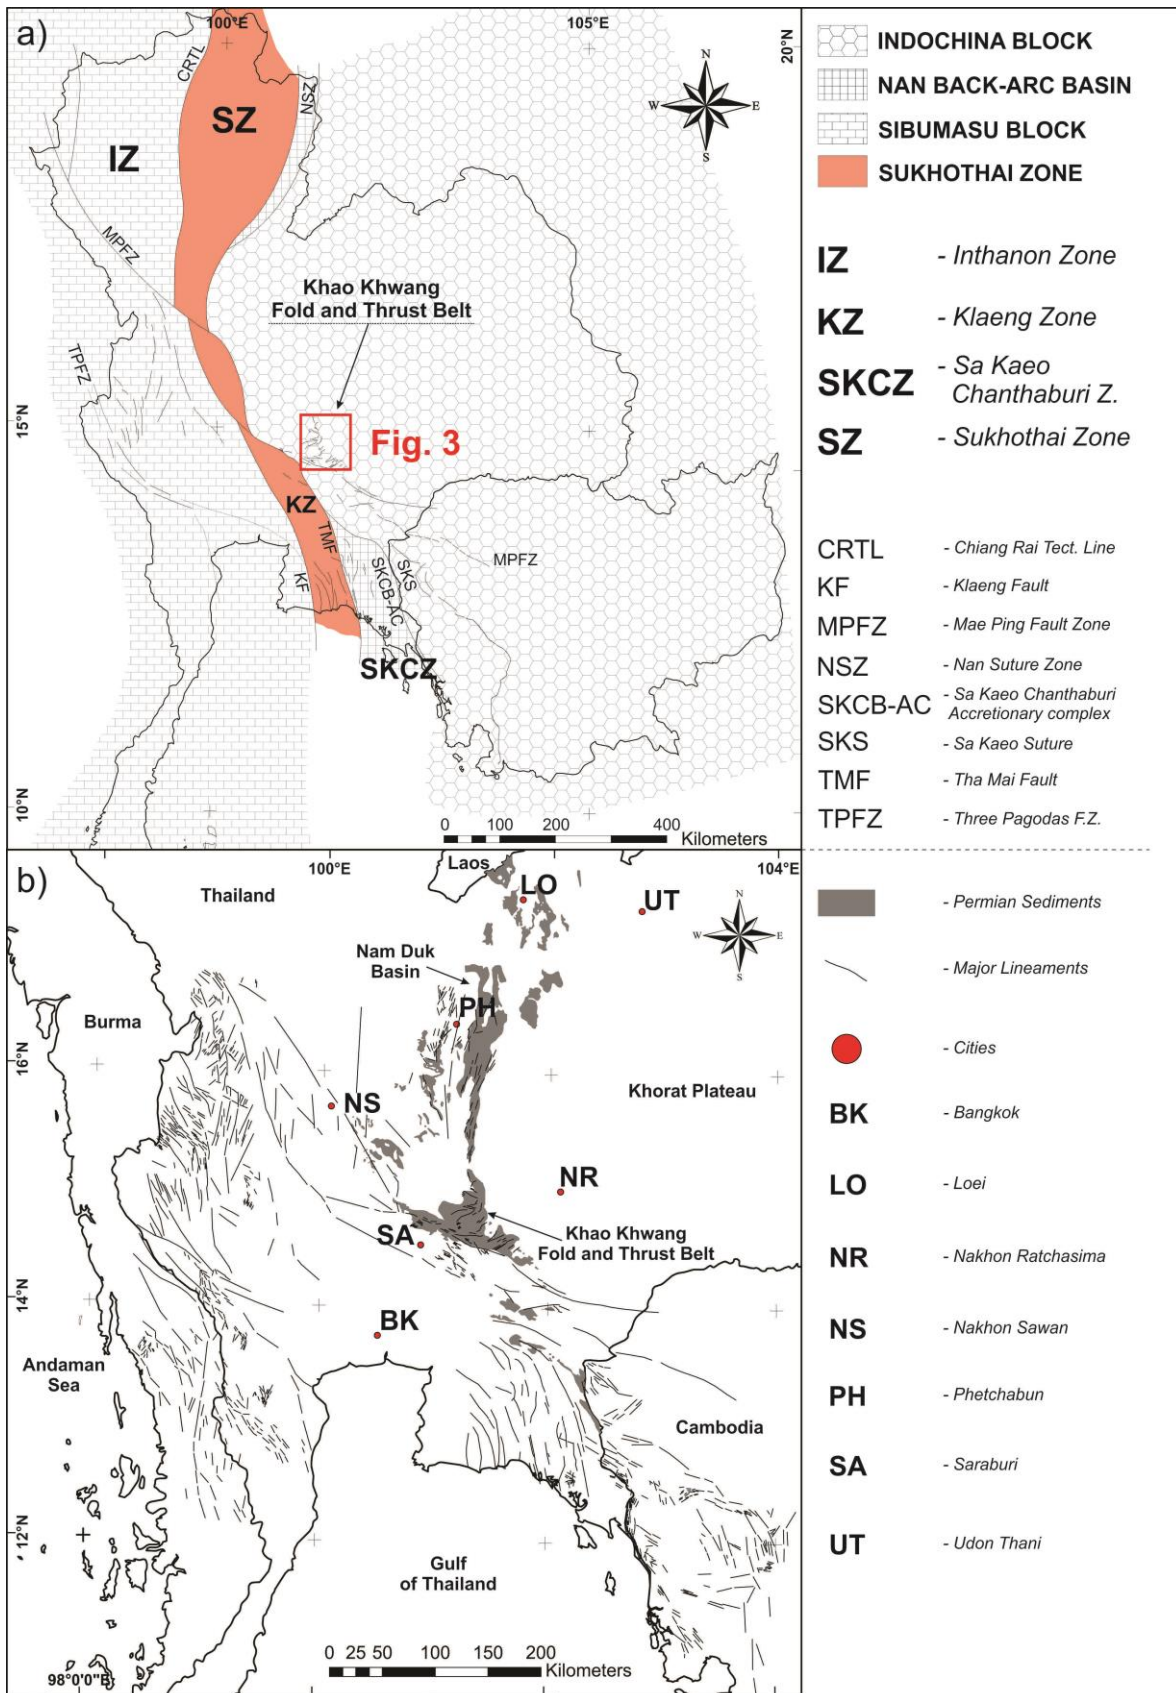 a)
100°E
105°E
20°N
15°N
10°N
CRTL
SZ
NSZ
IZ
N
W
E
S
MPFZ
Khao Khwang
Fold and Thrust Belt
TPFZ
Fig. 3
KZ
TMF
KF
SKS
SKCB-AC
MPFZ
SKCZ
0 50 100 200 300 400
Kilometers
INDOCHINA BLOCK
NAN BACK-ARC BASIN
SIBUMASU BLOCK
SUKHOTHAI ZONE
IZ - Inthanon Zone
KZ - Klaeng Zone
SKCZ - Sa Kaeo
Chanthaburi Z.
SZ - Sukhothai Zone
CRTL - Chiang Rai Tect. Line
KF - Klaeng Fault
MPFZ - Mae Ping Fault Zone
NSZ - Nan Suture Zone
SKCB-AC - Sa Kaeo Chanthaburi
Accretionary complex
SKS - Sa Kaeo Suture
TMF - Tha Mai Fault
TPFZ - Three Pagodas F.Z.
b)
100°E
104°E
16°N
14°N
12°N
98°0'0"E
Thailand
Laos
LO
UT
N
W
E
S
Nam Duk
Basin
PH
Burma
Khorat Plateau
NS
NR
SA
Khao Khwang
Fold and Thrust Belt
BK
Andaman
Sea
Cambodia
Gulf
of Thailand
0 25 50 100 150 200
Kilometers
- Permian Sediments
- Major Lineaments
- Cities
BK - Bangkok
LO - Loei
NR - Nakhon Ratchasima
NS - Nakhon Sawan
PH - Phetchabun
SA - Saraburi
UT - Udon Thani